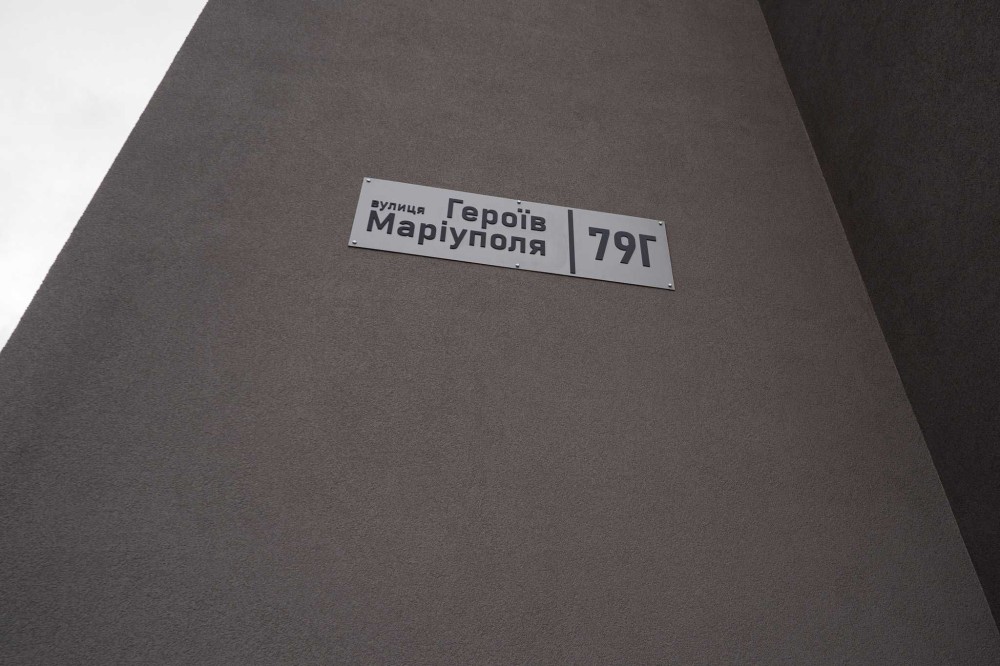 вулиця Героїв
Маріуполя
79Г